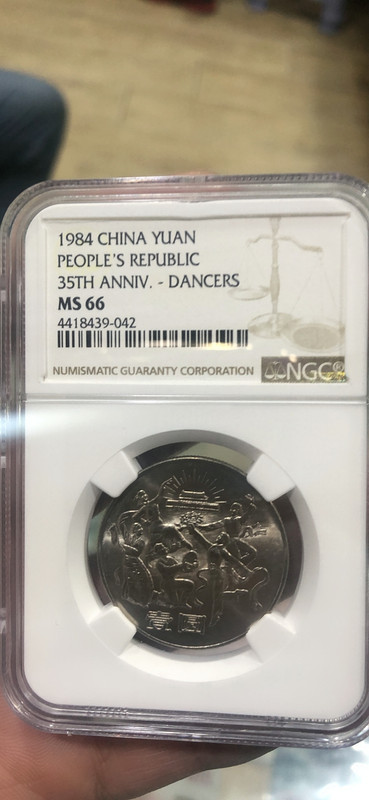 1984 CHINA YUAN
PEOPLE'S REPUBLIC
35TH ANNIV. - DANCERS
MS 66
4418439-042
NUMISMATIC GUARANTY CORPORATION
NGC®
壹圆